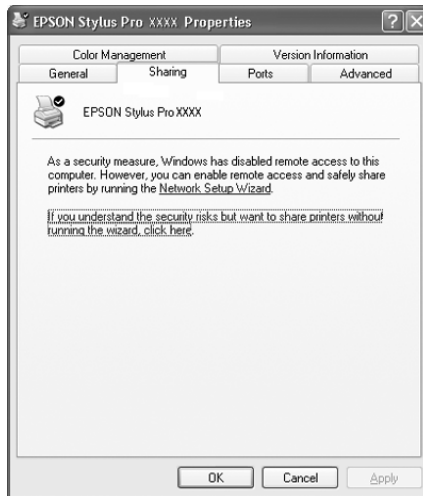 EPSON Stylus Pro XXXX Properties
Color Management Version Information
General Sharing Ports Advanced
EPSON Stylus Pro XXXX
As a security measure, Windows has disabled remote access to this
computer. However, you can enable remote access and safely share
printers by running the Network Setup Wizard.
If you understand the security risks but want to share printers without
running the wizard, click here.
OK Cancel Apply